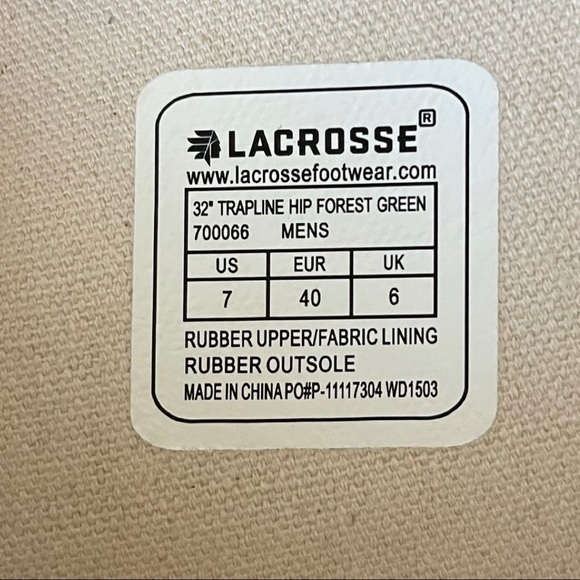 LACROSSE®
www.lacrossefootwear.com
32" TRAPLINE HIP FOREST GREEN
700066 MENS
US EUR UK
7 40 6
RUBBER UPPER/FABRIC LINING
RUBBER OUTSOLE
MADE IN CHINA PO#P-11117304 WD1503